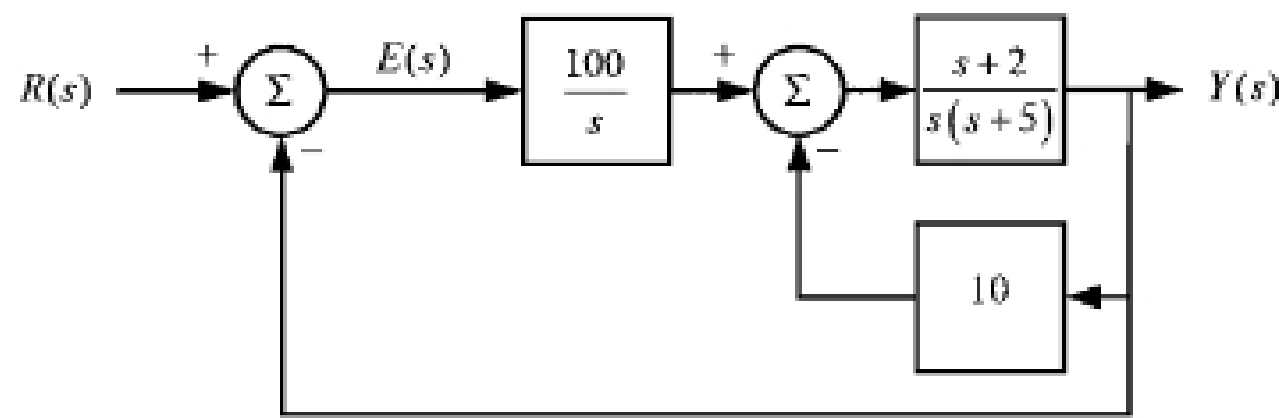 R(s)
+
Σ
−
E(s)
100
s
+
Σ
−
s + 2
s(s + 5)
Y(s)
10